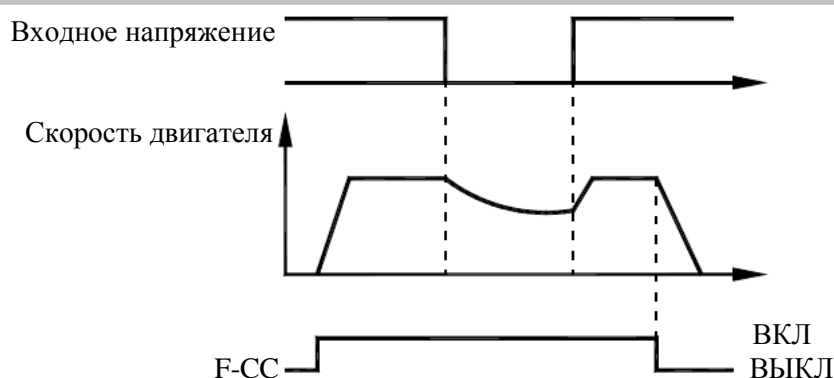 Входное напряжение
Скорость двигателя
ВКЛ
F-CC
ВЫКЛ